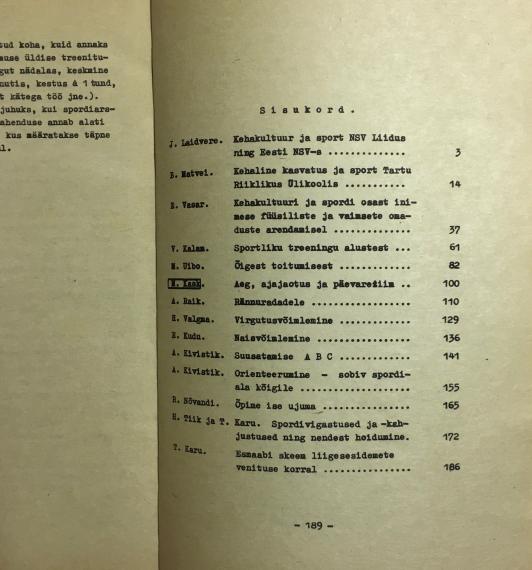 tud koha, kuid annaks
ause üldise treenitu-
gut nädalas, keskmine
nutis, kestus à 1 tund,
t kätega töö jne.).
juhuks, kui spordiars-
ahenduse annab alati
kus määratakse täpne
l.
Sisukord.
J. Laidvere. Kehakultuur ja sport NSV Liidus
ning Eesti NSV-s .............. 3
B. Matvei. Kehaline kasvatus ja sport Tartu
Riiklikus Ülikoolis ........... 14
E. Vasar. Kehakultuuri ja spordi osast ini-
mese füüsiliste ja vaimsete oma-
duste arendamisel ............. 37
V. Kalam. Sportliku treeningu alustest ... 61
M. Uibo. Õigest toitumisest ............ 82
Aeg, ajajaotus ja päevarežiim .. 100
A. Raik. Rännuradadele ................. 110
H. Valgma. Virgutusvõimlemine ............. 129
E. Kudu. Naisvõimlemine ................ 136
A. Kivistik. Suusatamise A B C ............. 141
A. Kivistik. Orienteerumine - sobiv spordi-
ala kõigile ................... 155
R. Nõvandi. Õpime ise ujuma ............... 165
H. Tiik ja T. Karu. Spordivigastused ja -kah-
justused ning nendest hoidumine. 172
T. Karu. Esmaabi skeem liigesesidemete
venituse korral ................ 186
- 189 -